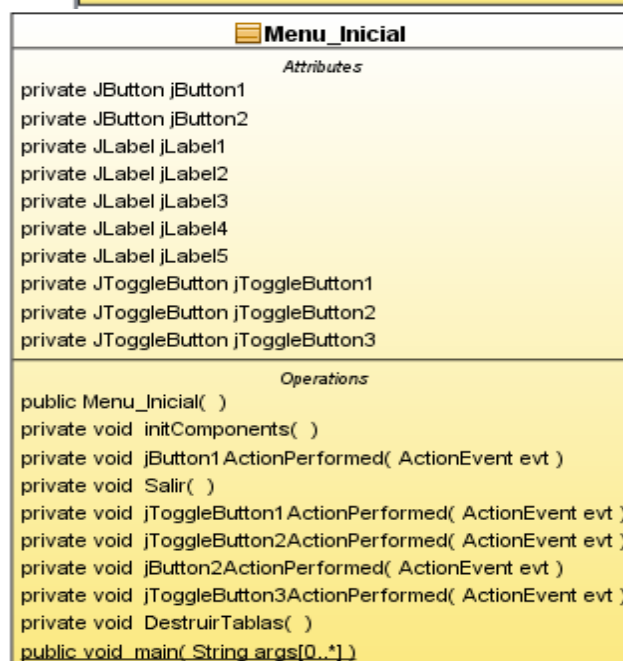 Menu_Inicial
Attributes
private JButton jButton1
private JButton jButton2
private JLabel jLabel1
private JLabel jLabel2
private JLabel jLabel3
private JLabel jLabel4
private JLabel jLabel5
private JToggleButton jToggleButton1
private JToggleButton jToggleButton2
private JToggleButton jToggleButton3
Operations
public Menu_Inicial( )
private void initComponents( )
private void jButton1ActionPerformed( ActionEvent evt )
private void Salir( )
private void jToggleButton1ActionPerformed( ActionEvent evt )
private void jToggleButton2ActionPerformed( ActionEvent evt )
private void jButton2ActionPerformed( ActionEvent evt )
private void jToggleButton3ActionPerformed( ActionEvent evt )
private void DestruirTablas( )
public void main( String args[0..*] )